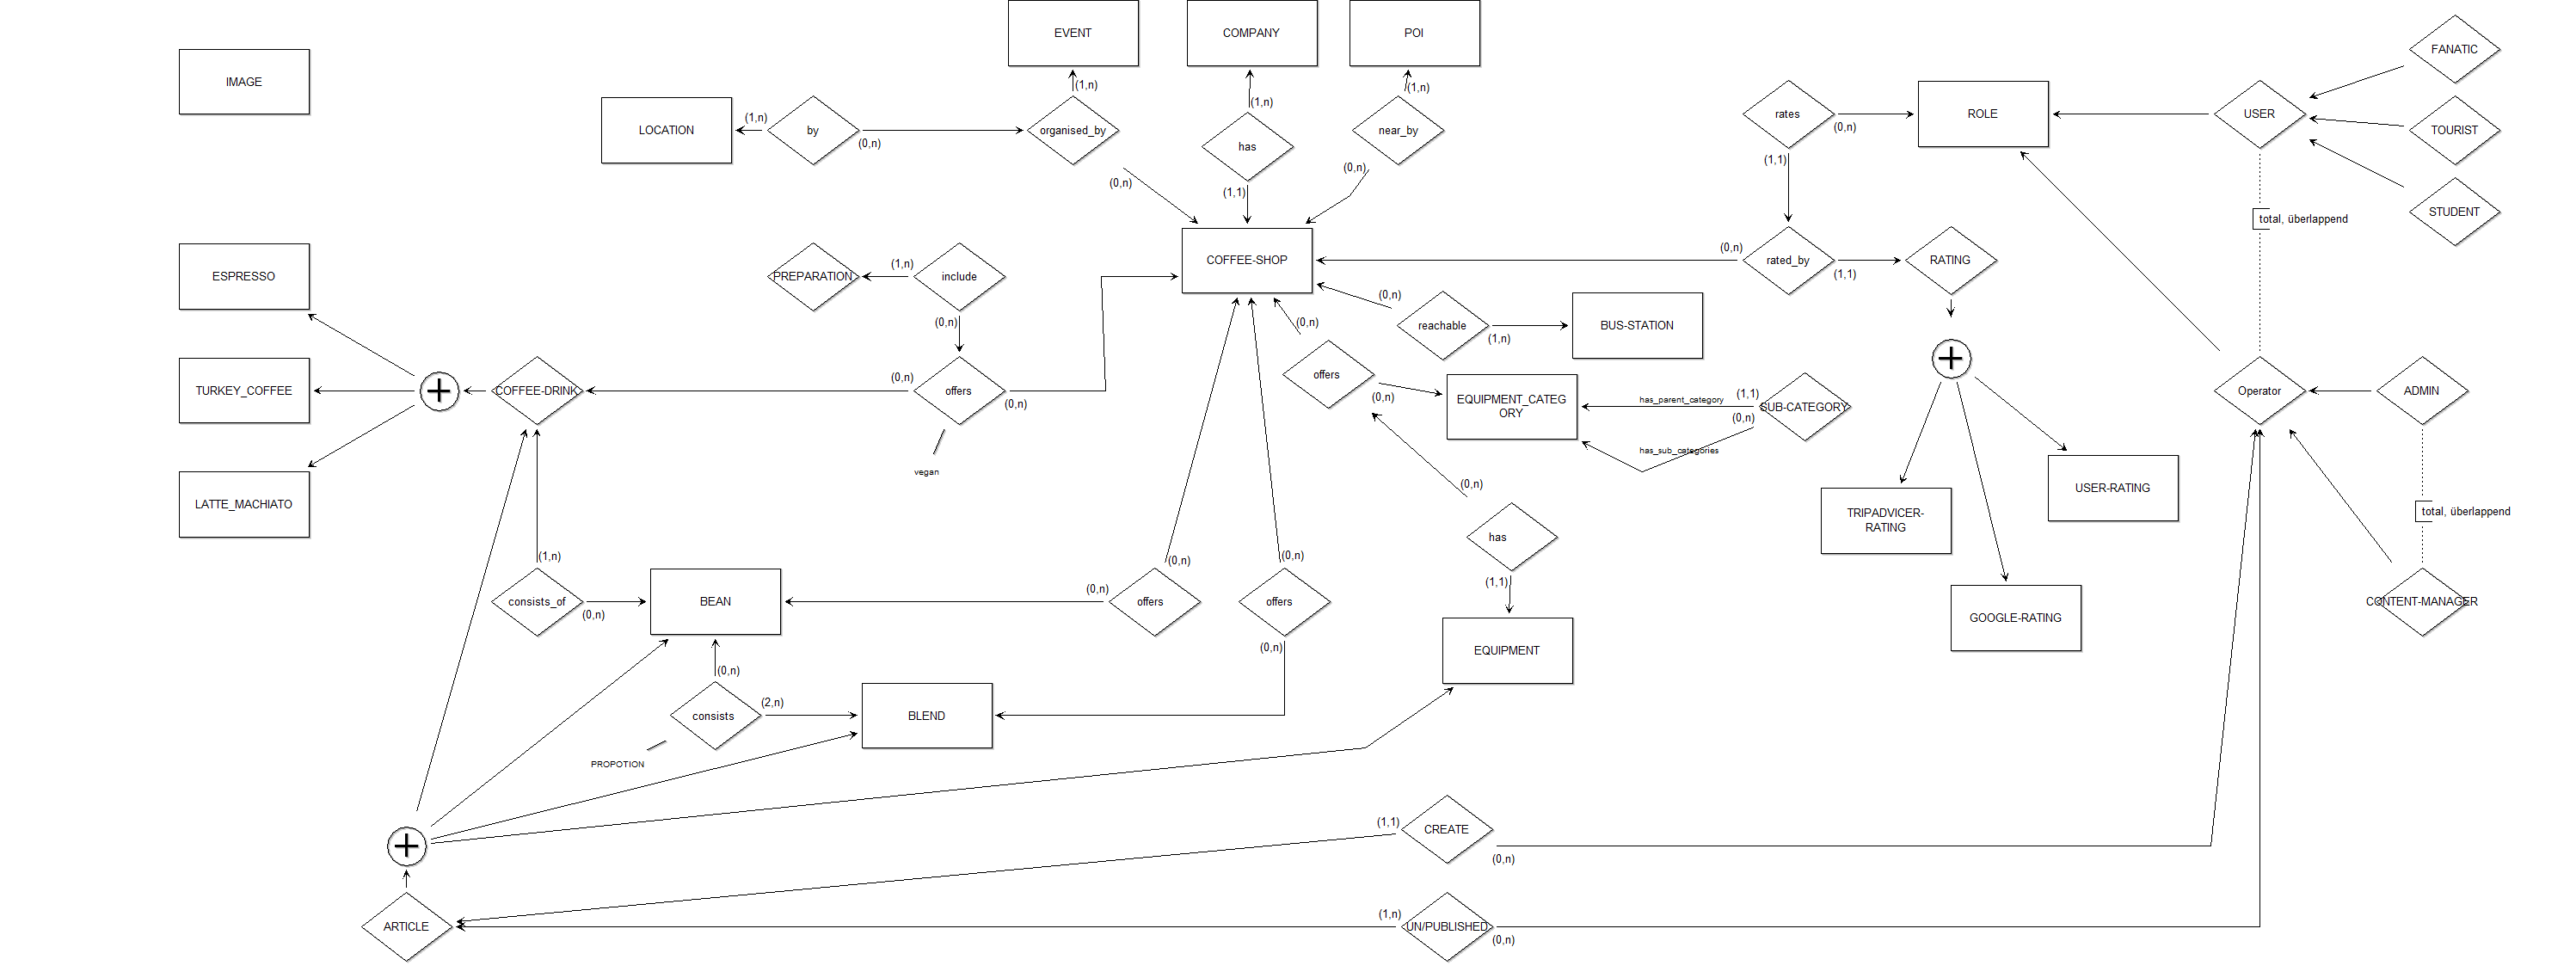 EVENT
COMPANY
POI
FANATIC
IMAGE
(1,n)
(1,n)
(1,n)
rates
ROLE
USER
LOCATION
(1,n)
by
(0,n)
organised_by
has
near_by
(0,n)
TOURIST
(0,n)
(1,1)
(0,n)
(1,1)
STUDENT
total, überlappend
ESPRESSO
PREPARATION
(1,n)
include
COFFEE-SHOP
(0,n)
rated_by
(1,1)
RATING
(0,n)
(0,n)
(0,n)
reachable
(1,n)
BUS-STATION
TURKEY_COFFEE
COFFEE-DRINK
(0,n)
offers
(0,n)
offers
(0,n)
EQUIPMENT_CATEG
ORY
has_parent_category
(1,1)
(0,n)
SUB-CATEGORY
has_sub_categories
Operator
ADMIN
vegan
LATTE_MACHIATO
(0,n)
USER-RATING
TRIPADVICER-
RATING
total, überlappend
has
(1,n)
(0,n)
(0,n)
(1,1)
consists_of
(0,n)
BEAN
(0,n)
offers
offers
CONTENT-MANAGER
GOOGLE-RATING
(0,n)
EQUIPMENT
(0,n)
consists
(2,n)
BLEND
PROPOTION
(1,1)
CREATE
(0,n)
ARTICLE
(1,n)
UN/PUBLISHED
(0,n)